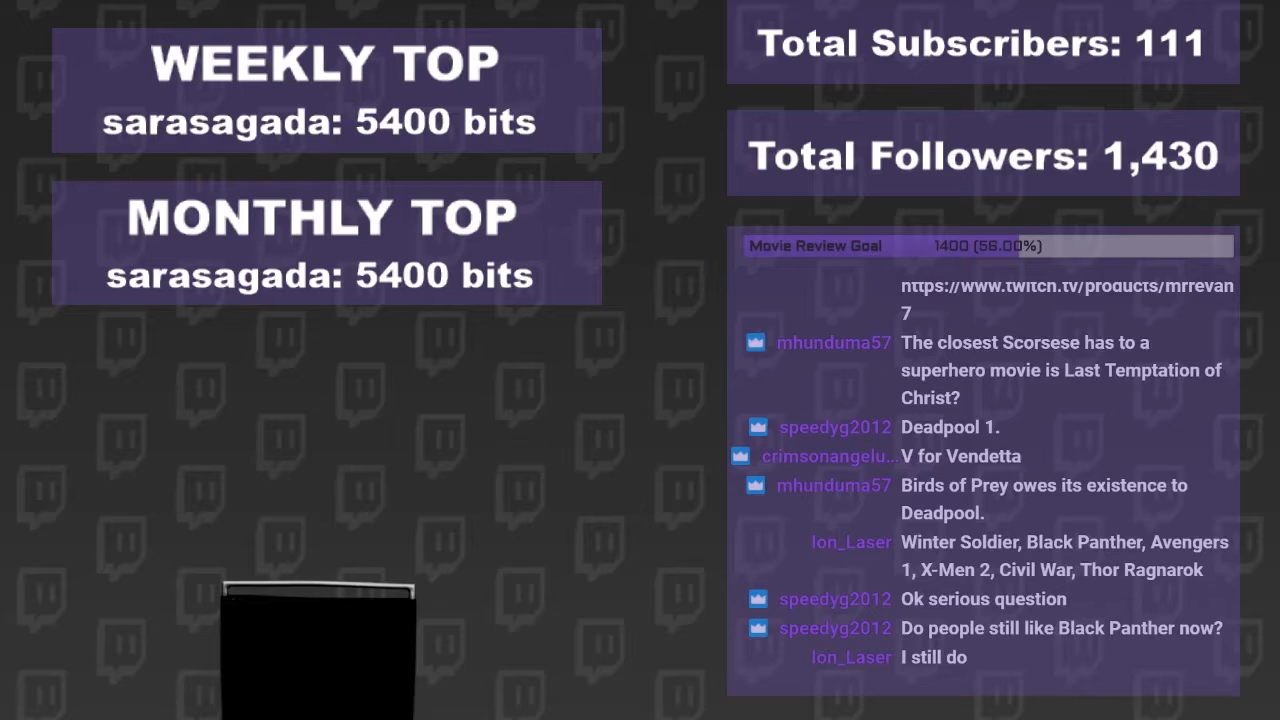 WEEKLY TOP
sarasagada: 5400 bits
MONTHLY TOP
sarasagada: 5400 bits
Total Subscribers: 111
Total Followers: 1,430
Movie Review Goal 1400 (56.00%)
https://www.twitch.tv/products/mrrevan
7
mhunduma57 The closest Scorsese has to a
superhero movie is Last Temptation of
Christ?
speedyg2012 Deadpool 1.
crimsonangelu... V for Vendetta
mhunduma57 Birds of Prey owes its existence to
Deadpool.
Ion_Laser Winter Soldier, Black Panther, Avengers
1, X-Men 2, Civil War, Thor Ragnarok
speedyg2012 Ok serious question
speedyg2012 Do people still like Black Panther now?
Ion_Laser I still do